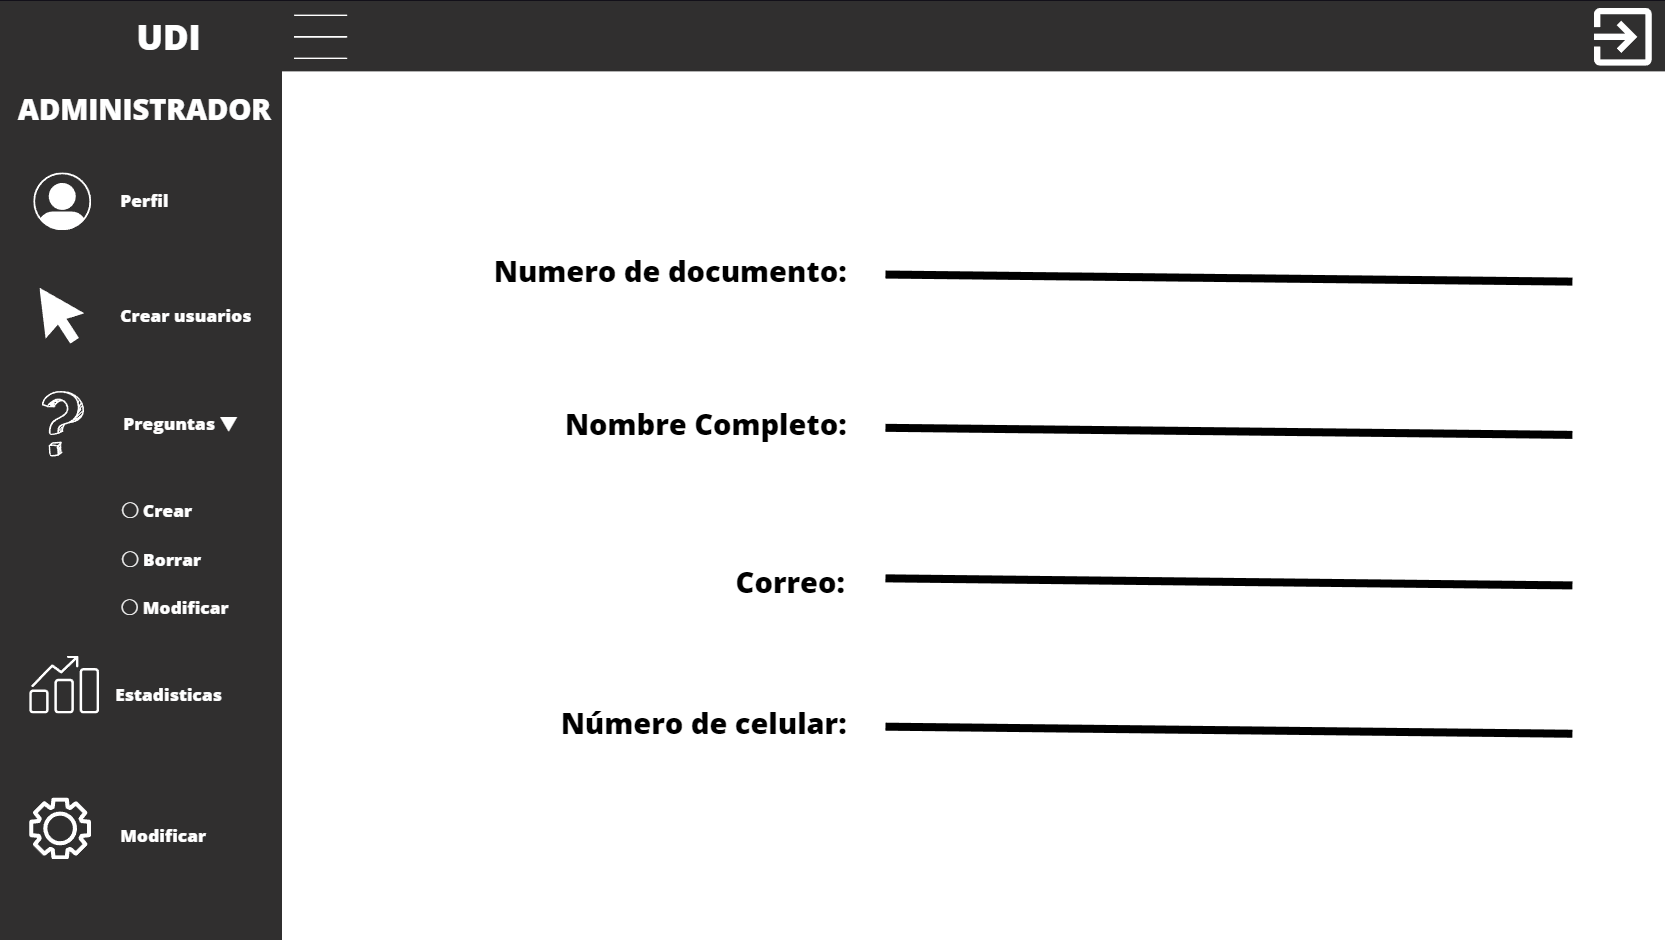 UDI
ADMINISTRADOR
Perfil
Crear usuarios
Preguntas
Crear
Borrar
Modificar
Estadisticas
Modificar
Numero de documento:
Nombre Completo:
Correo:
Número de celular: